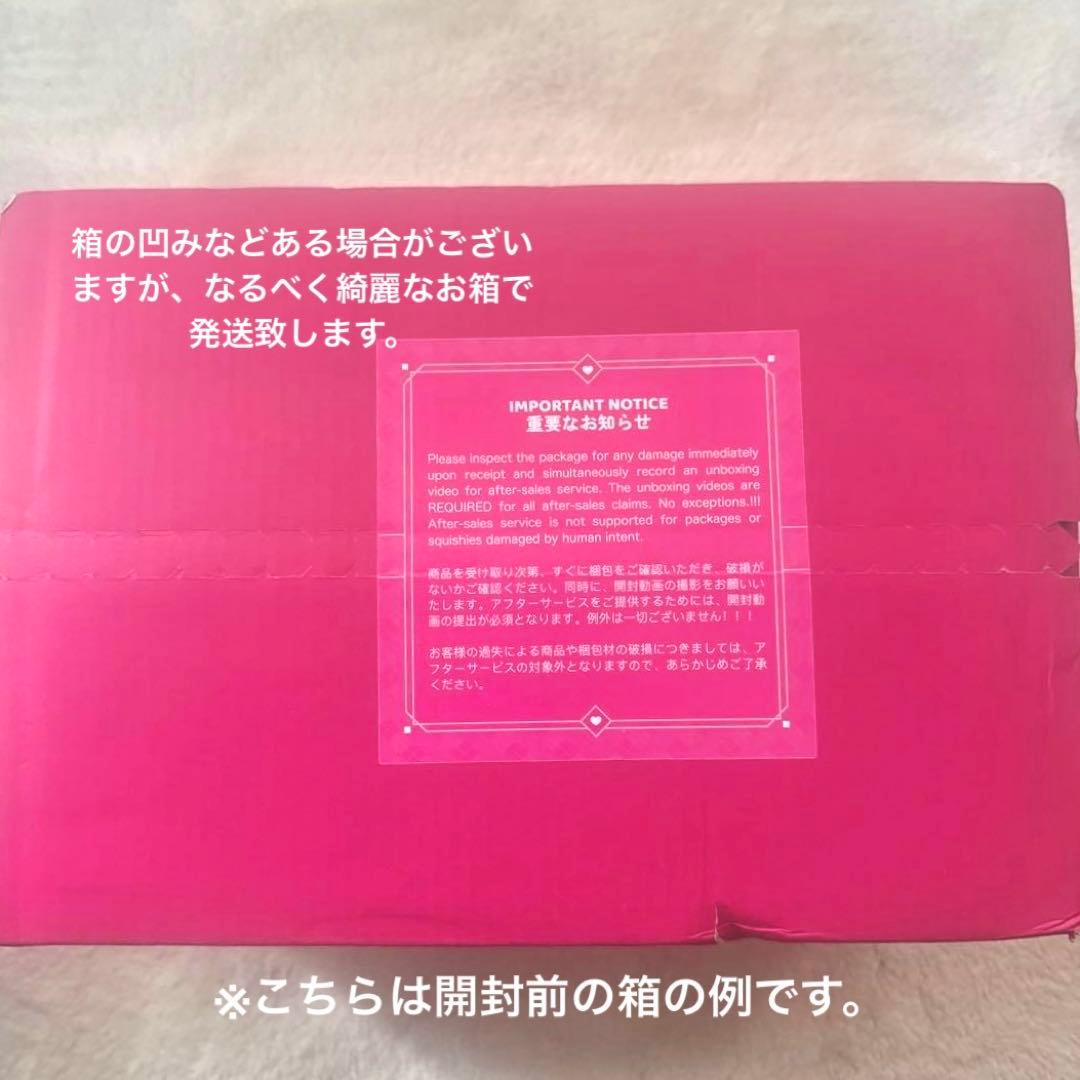 箱の凹みなどある場合がござい
ますが、なるべく綺麗なお箱で
発送致します。
IMPORTANT NOTICE
重要なお知らせ
Please inspect the package for any damage immediately
upon receipt and simultaneously record an unboxing
video for after-sales service. The unboxing videos are
REQUIRED for all after-sales claims. No exceptions.!!!
After-sales service is not supported for packages or
squishies damaged by human intent.
商品を受け取り次第、すぐに梱包をご確認いただき、破損が
ないかご確認ください。同時に、開封動画の撮影をお願いい
たします。アフターサービスをご提供するためには、開封動
画の提出が必須となります。例外は一切ございません！！！
お客様の過失による商品や梱包材の破損につきましては、ア
フターサービスの対象外となりますので、あらかじめご了承
ください。
※こちらは開封前の箱の例です。